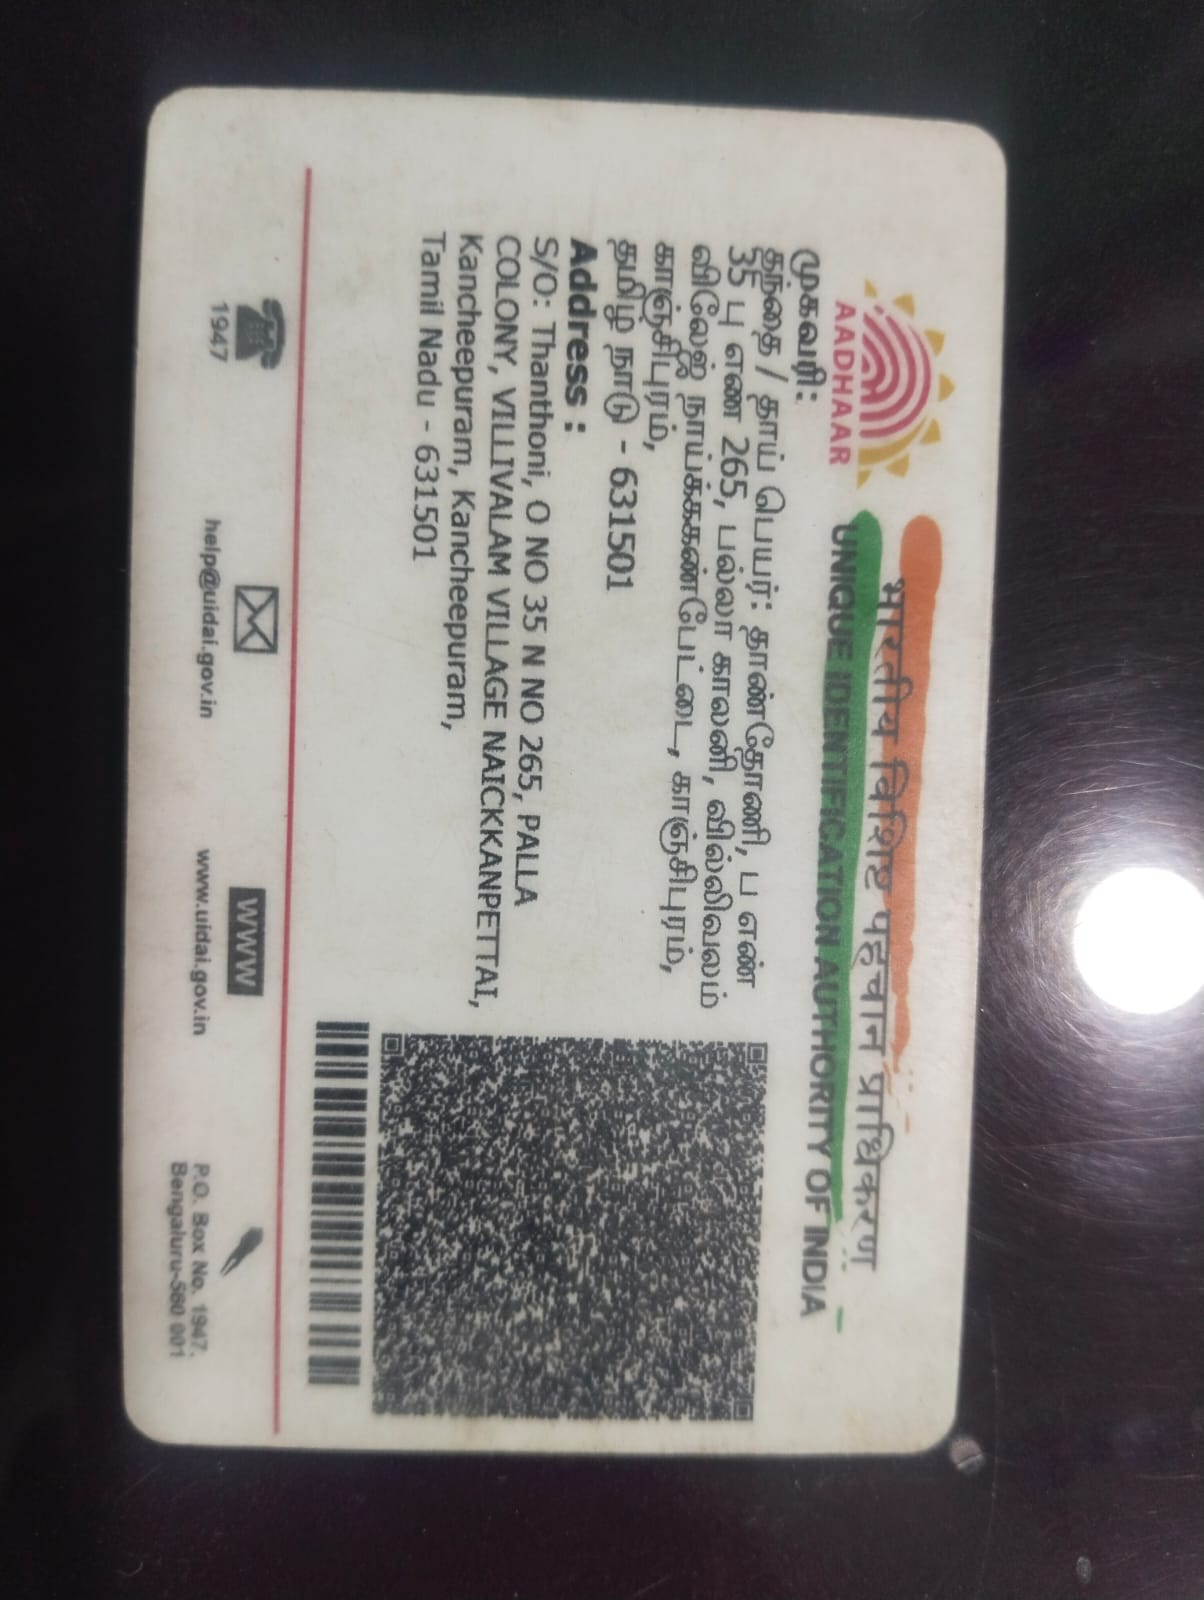 भारतीय विशिष्ट पहचान प्राधिकरण
UNIQUE IDENTIFICATION AUTHORITY OF INDIA
AADHAAR
முகவரி:
தந்தை / தாய் பெயர்: தாண்தோணி, ப எண்
35 பு எண் 265, பல்லா காலனி, வில்லிவலம்
விலேஜ் நாய்க்ககண்பேட்டை, காஞ்சிபுரம்,
காஞ்சிபுரம்,
தமிழ் நாடு - 631501
Address :
S/O: Thanthoni, O NO 35 N NO 265, PALLA
COLONY, VILLIVALAM VILLAGE NAICKKANPETTAI,
Kancheepuram, Kancheepuram,
Tamil Nadu - 631501
1947
help@uidai.gov.in
WWW
www.uidai.gov.in
P.O. Box No. 1947,
Bengaluru-560 001